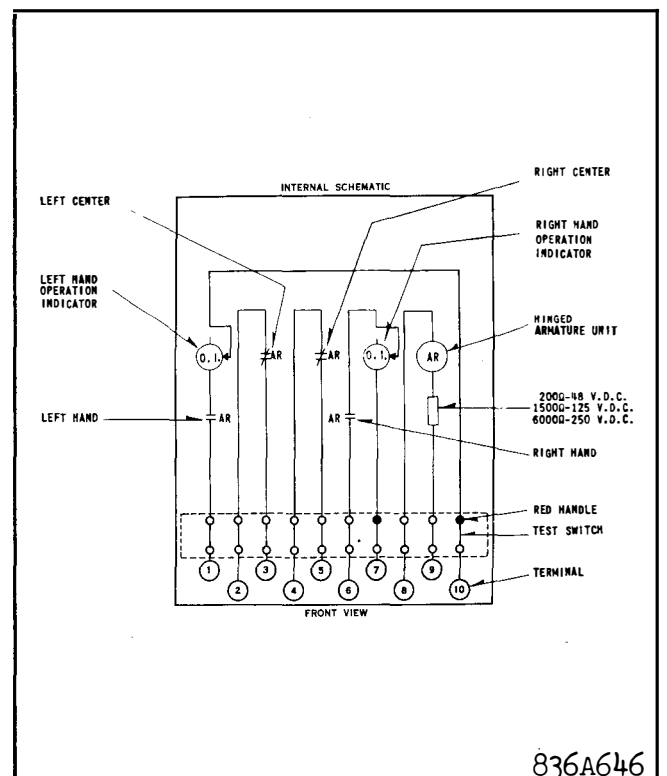 INTERNAL SCHEMATIC
RIGHT CENTER
LEFT CENTER
RIGHT HAND
OPERATION
INDICATOR
LEFT HAND
OPERATION
INDICATOR
HINGED
ARMATURE UNIT
O.I.
AR
AR
O.I.
AR
200Ω-48 V.D.C.
1500Ω-125 V.D.C.
6000Ω-250 V.D.C.
LEFT HAND
AR
AR
RIGHT HAND
RED HANDLE
TEST SWITCH
1
3
5
7
9
TERMINAL
2
4
6
8
10
FRONT VIEW
836A646